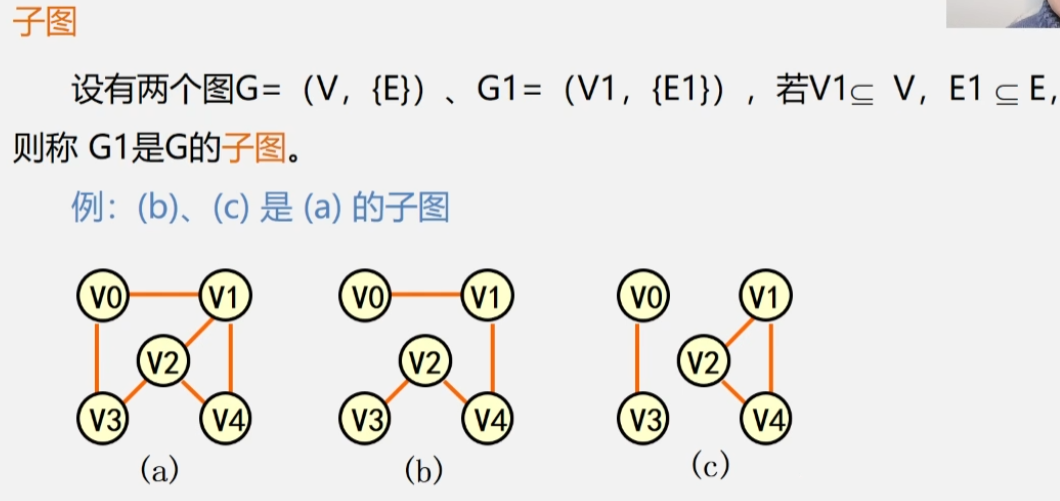 子图
设有两个图G=（V，{E}）、G1=（V1，{E1}），若V1⊆ V，E1 ⊆ E，
则称 G1是G的子图。
例：(b)、(c) 是 (a) 的子图
V0 V1 V0 V1 V0 V1
V2 V2 V2
V3 V4 V3 V4 V3 V4
(a) (b) (c)